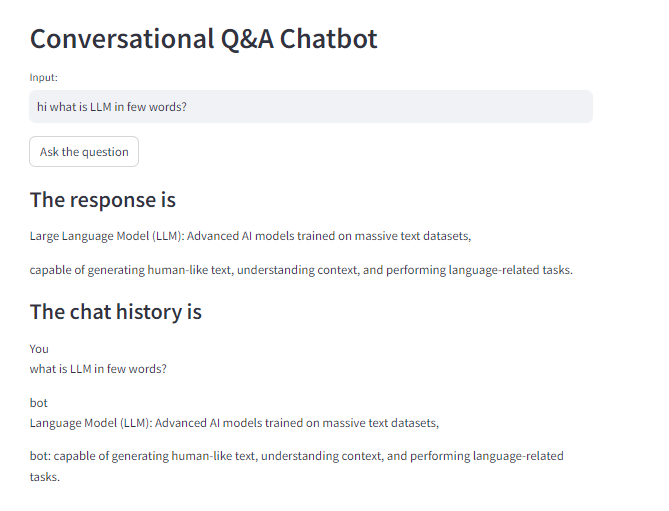 Conversational Q&A Chatbot
Input:
hi what is LLM in few words?
Ask the question
The response is
Large Language Model (LLM): Advanced AI models trained on massive text datasets,
capable of generating human-like text, understanding context, and performing language-related tasks.
The chat history is
You
what is LLM in few words?
bot
Language Model (LLM): Advanced AI models trained on massive text datasets,
bot: capable of generating human-like text, understanding context, and performing language-related
tasks.